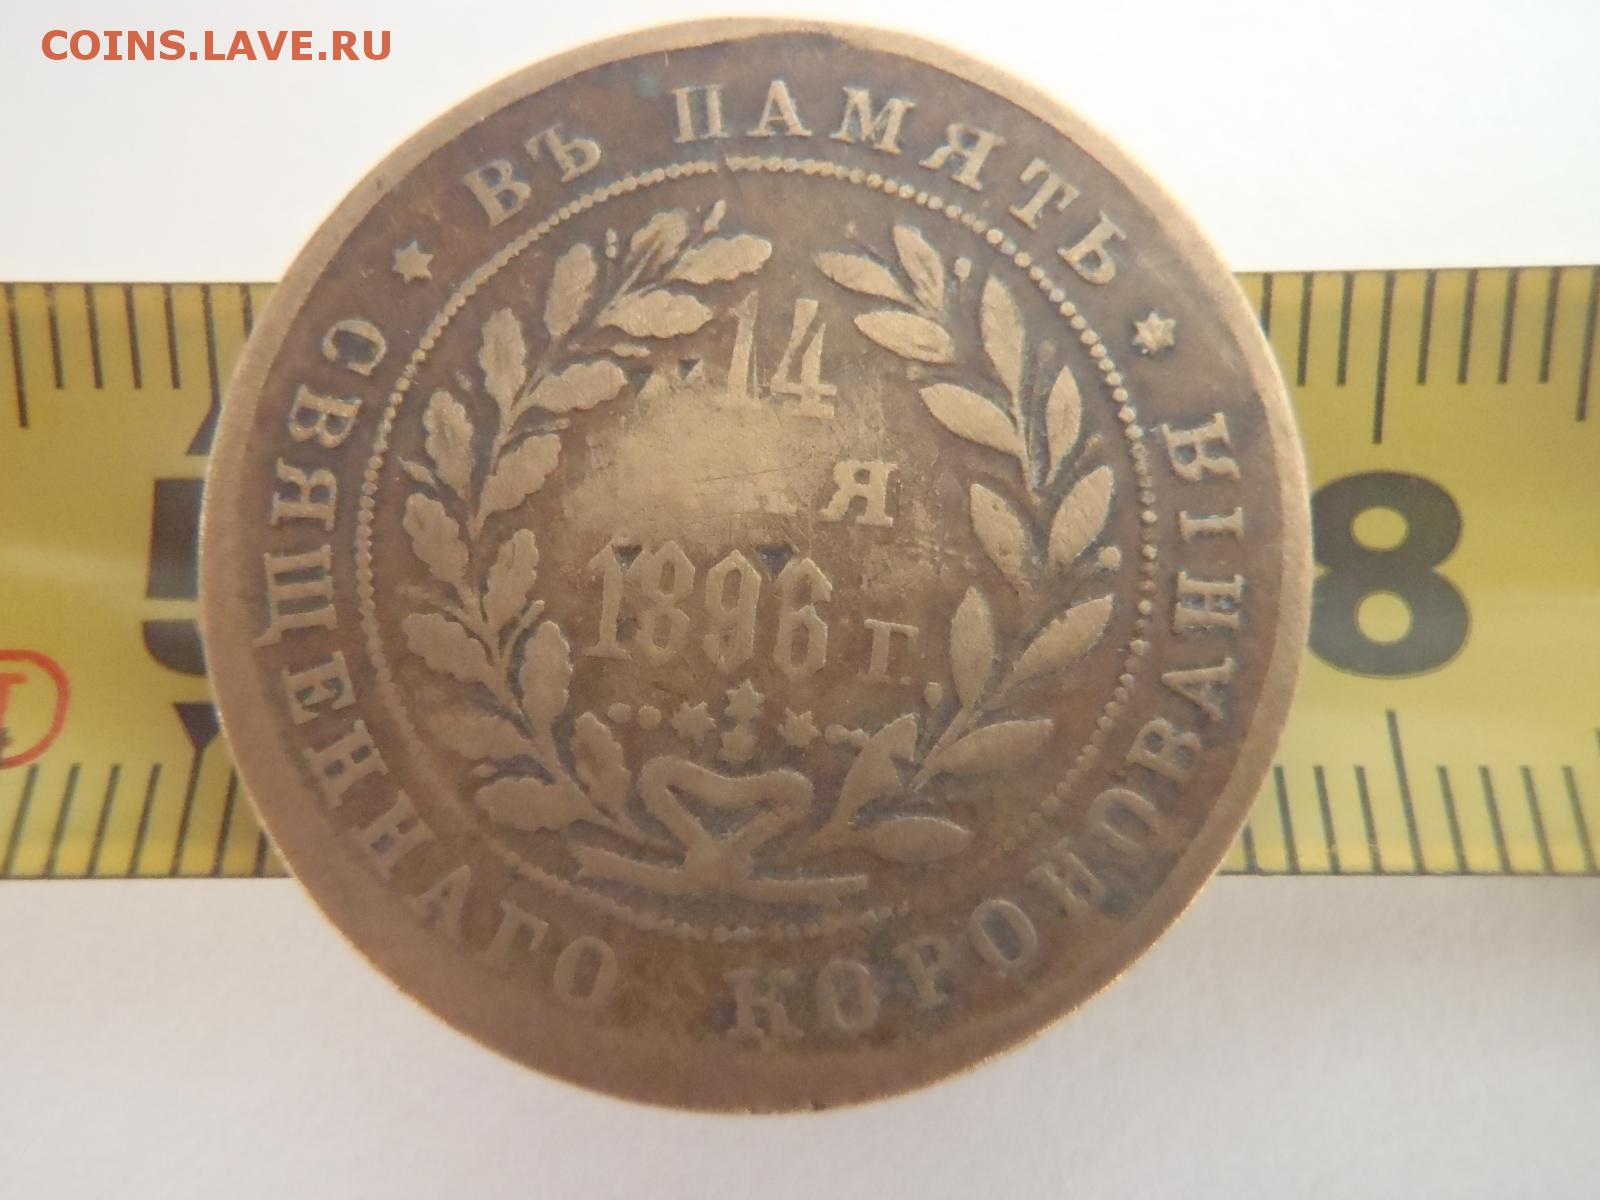 COINS.LAVE.RU
ВЪ ПАМЯТЬ
СВЯЩЕННАГО КОРОНОВАНІЯ
14
1896 Г.
8